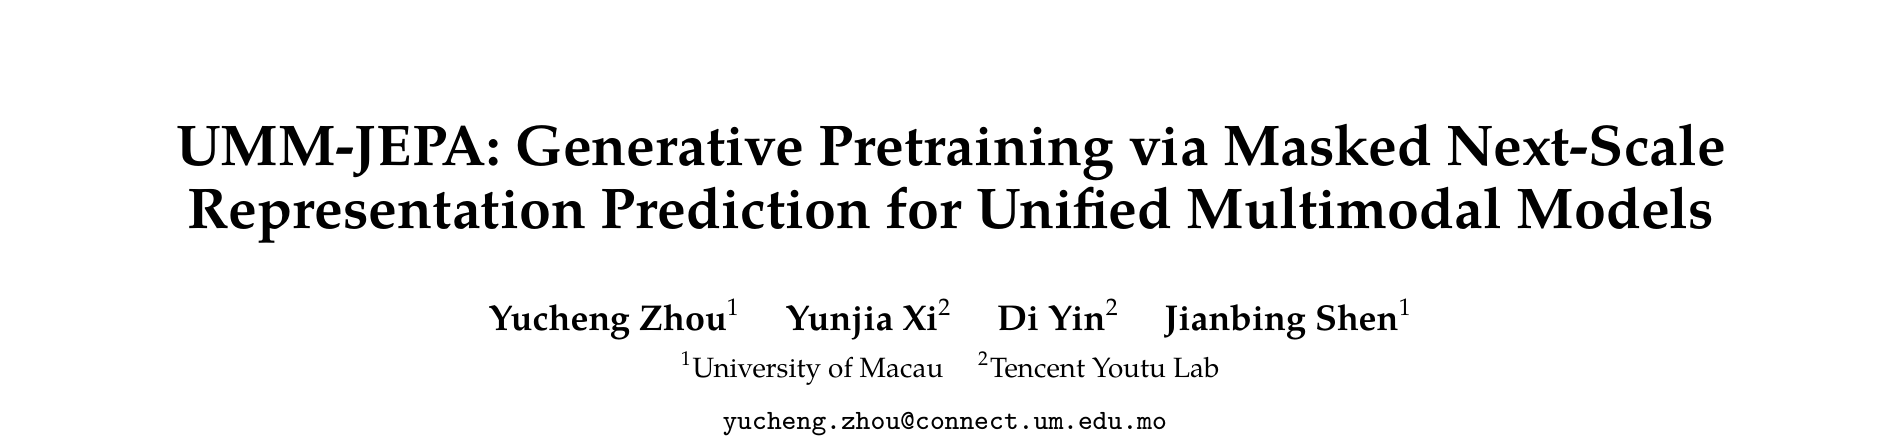 UMM-JEPA: Generative Pretraining via Masked Next-Scale
Representation Prediction for Unified Multimodal Models
Yucheng Zhou¹ Yunjia Xi² Di Yin² Jianbing Shen¹
¹University of Macau ²Tencent Youtu Lab
yucheng.zhou@connect.um.edu.mo